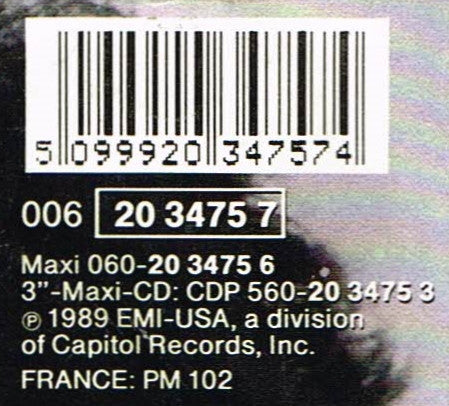 5 099920 347574
006 20 3475 7
Maxi 060-20 3475 6
3"-Maxi-CD: CDP 560-20 3475 3
℗ 1989 EMI-USA, a division
of Capitol Records, Inc.
FRANCE: PM 102